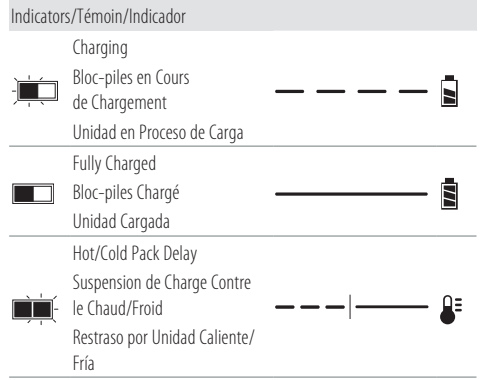 Indicators/Témoin/Indicador
Charging
Bloc-piles en Cours
de Chargement
Unidad en Proceso de Carga
Fully Charged
Bloc-piles Chargé
Unidad Cargada
Hot/Cold Pack Delay
Suspension de Charge Contre
le Chaud/Froid
Restraso por Unidad Caliente/
Fría